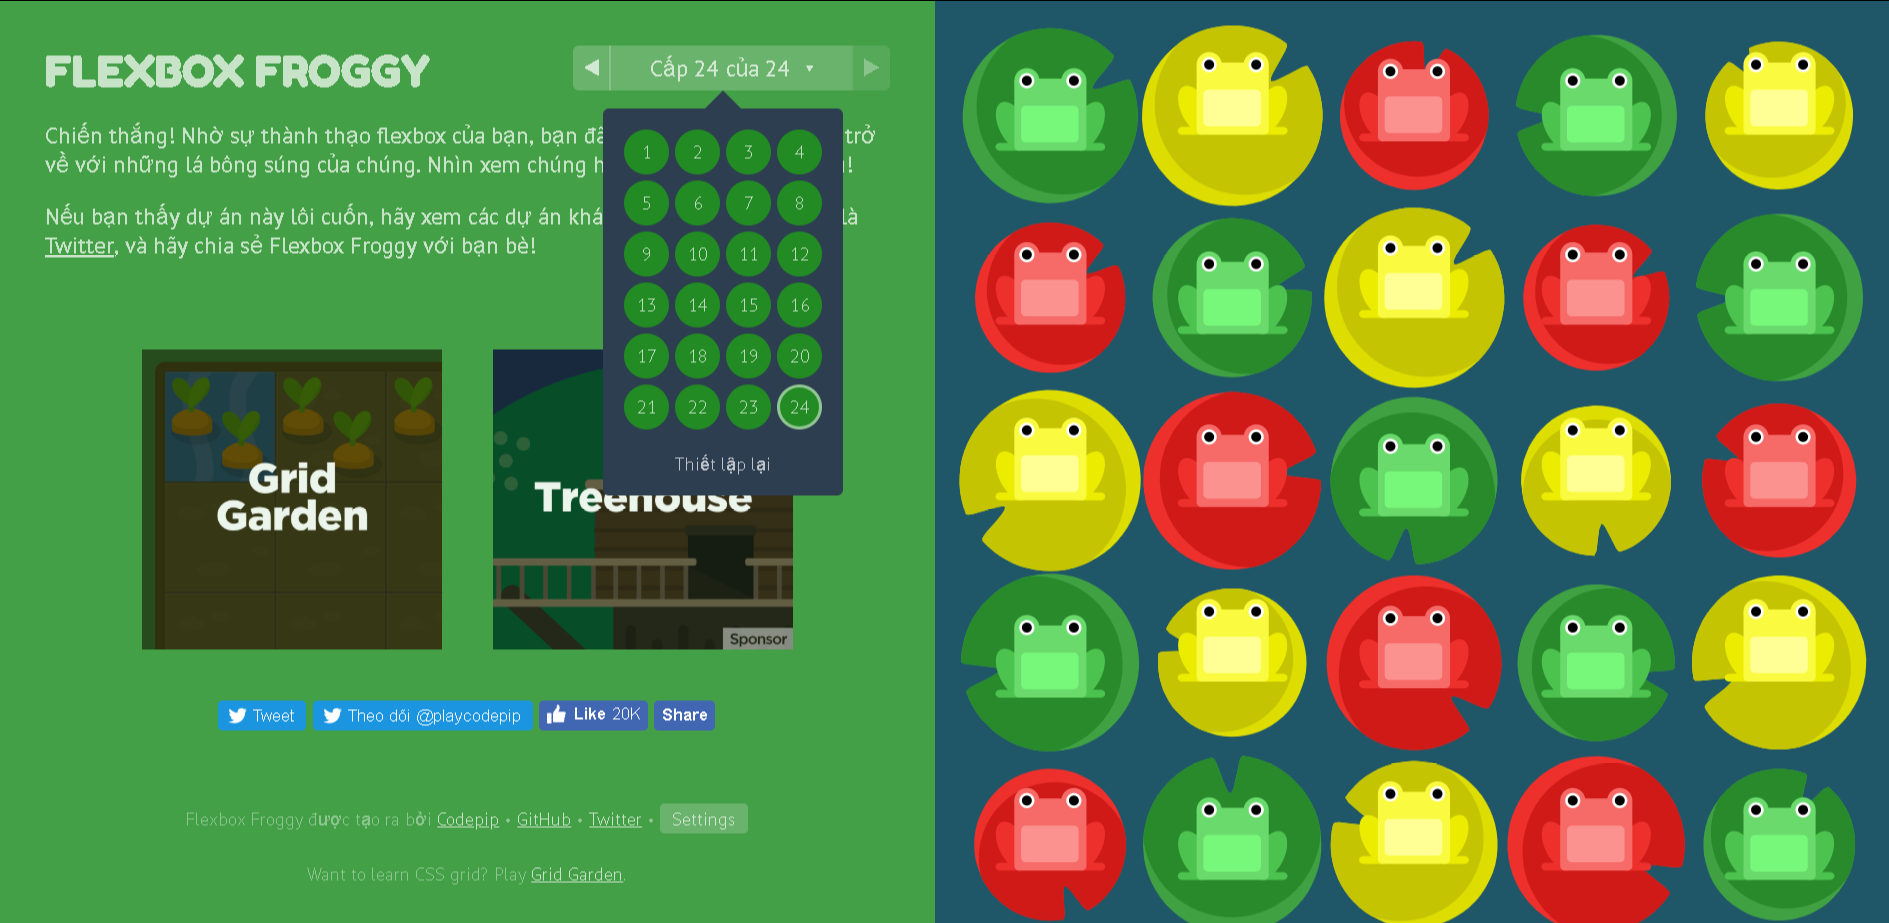 FLEXBOX FROGGY
◀ Cấp 24 của 24 ▼ ▶
Chiến thắng! Nhờ sự thành thạo flexbox của bạn, bạn đã trở
về với những lá bông súng của chúng. Nhìn xem chúng !
Nếu bạn thấy dự án này lôi cuốn, hãy xem các dự án là
Twitter, và hãy chia sẻ Flexbox Froggy với bạn bè!
1 2 3 4
5 6 7 8
9 10 11 12
13 14 15 16
17 18 19 20
21 22 23 24
Thiết lập lại
Grid
Garden
Treehouse
Sponsor
Tweet Theo dõi @playcodepip Like 20K Share
Flexbox Froggy được tạo ra bởi Codepip • GitHub • Twitter • Settings
Want to learn CSS grid? Play Grid Garden.